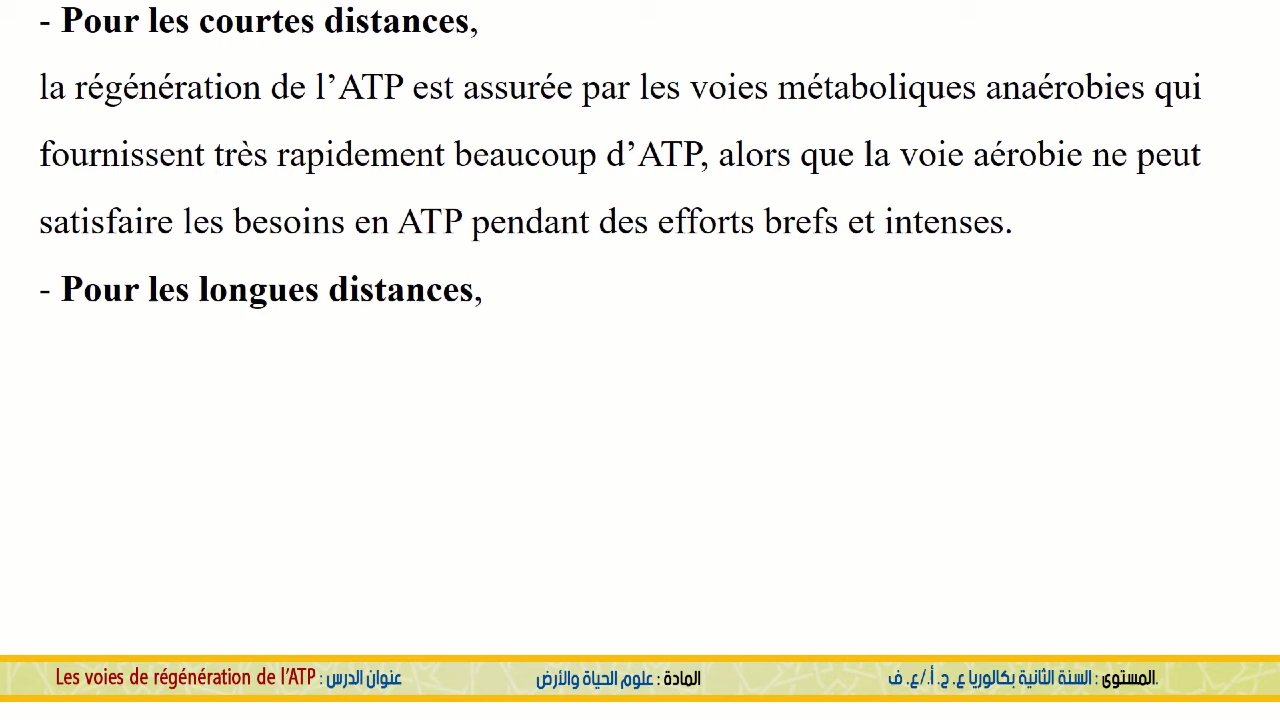 - Pour les courtes distances,
la régénération de l’ATP est assurée par les voies métaboliques anaérobies qui
fournissent très rapidement beaucoup d’ATP, alors que la voie aérobie ne peut
satisfaire les besoins en ATP pendant des efforts brefs et intenses.
- Pour les longues distances,
المستوى : السنة الثانية بكالوريا ع. ح. أ./ع. ف.
المادة : علوم الحياة والأرض
عنوان الدرس : Les voies de régénération de l’ATP